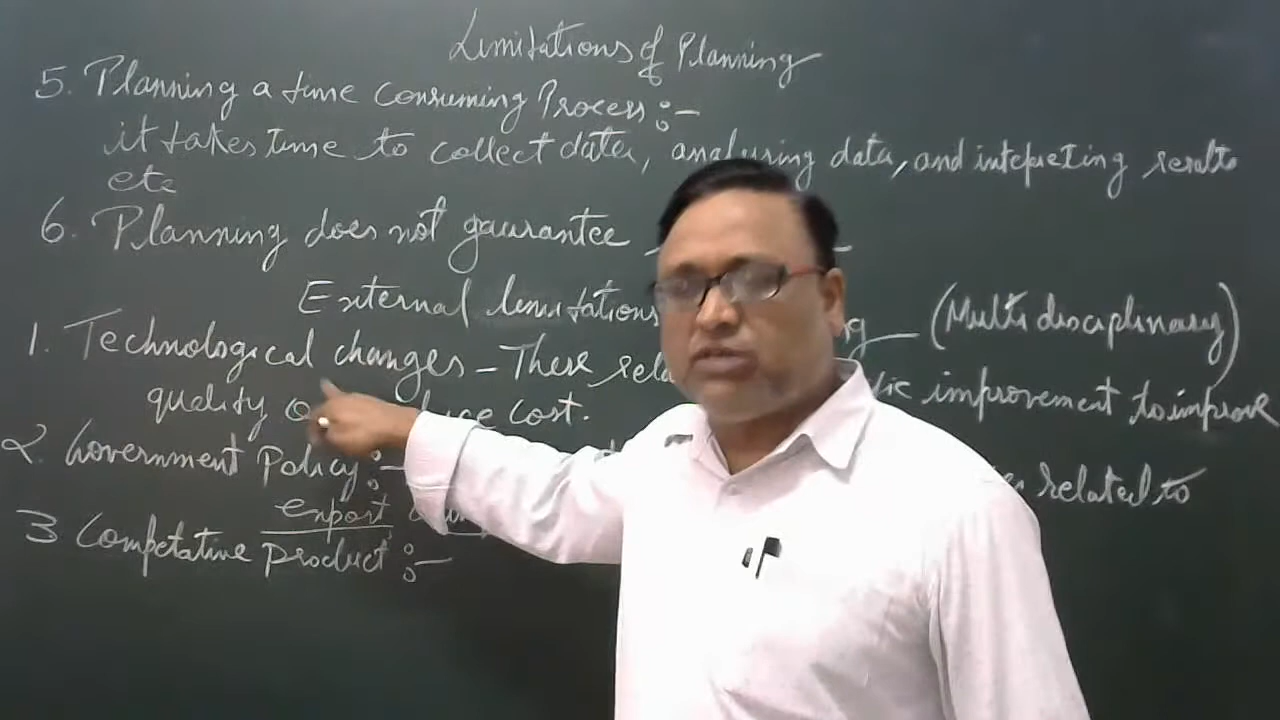 Limitations of Planning
5. Planning a time consuming Process :-
it takes time to collect data, analysing data, and intepreting results
etc
6. Planning does not gaurantee
External limitations (Multi disciplinary)
1. Technological changes - These improvement to improve
quality cost.
2. Government Policy :- related to
export
3 Competative product :-